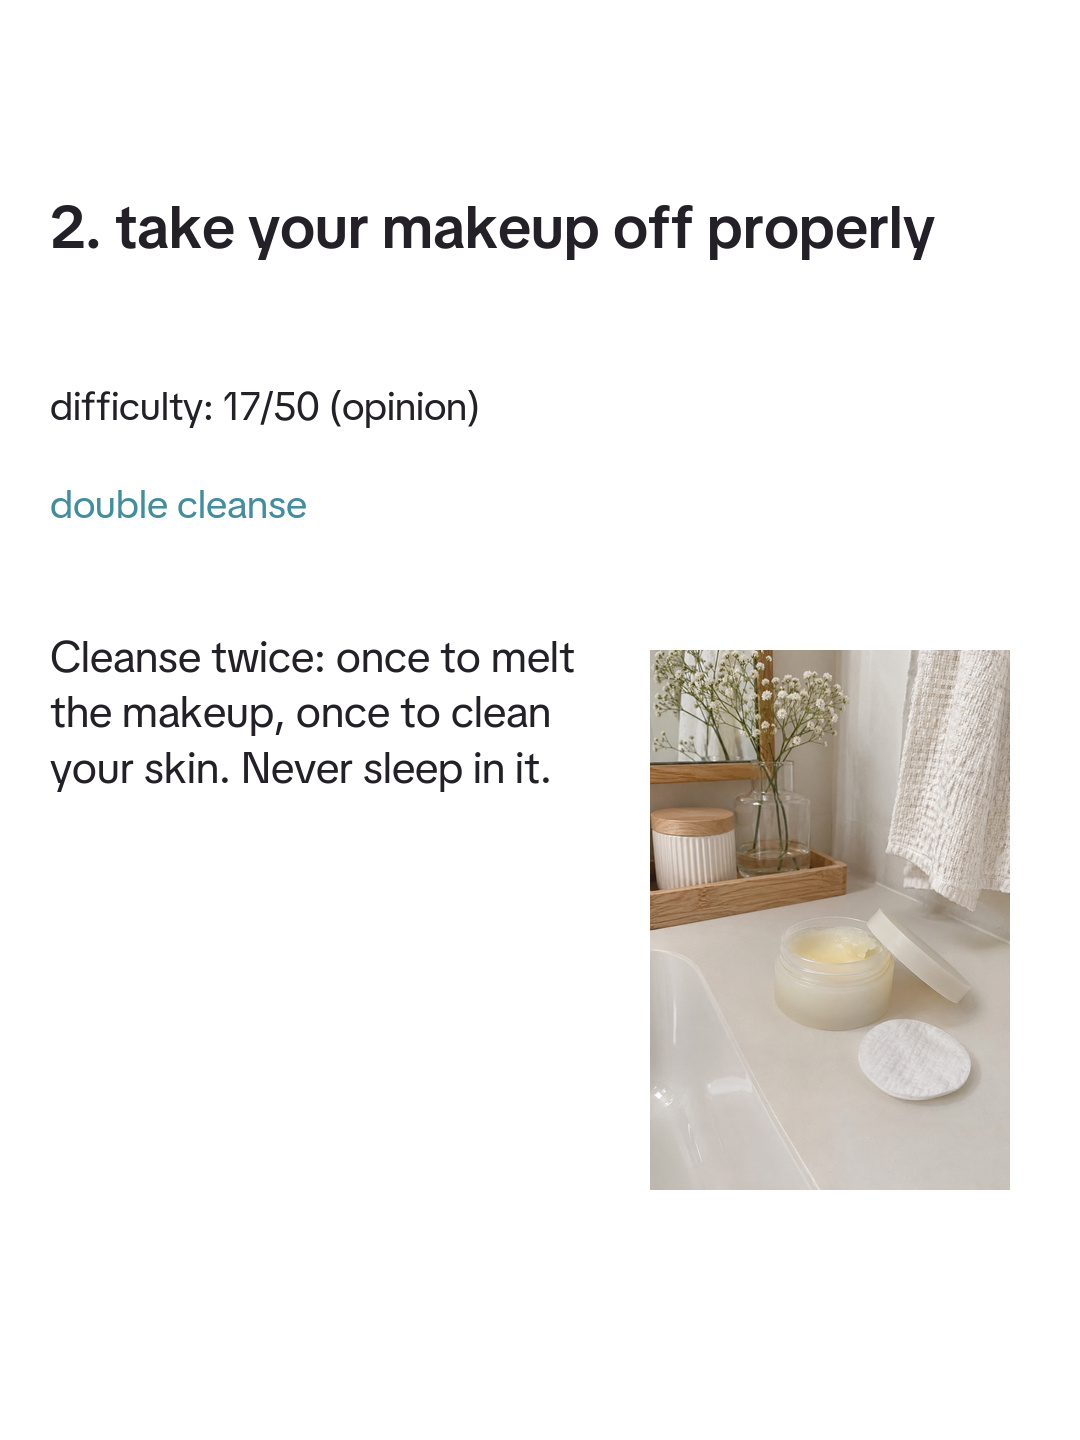 2. take your makeup off properly
difficulty: 17/50 (opinion)
double cleanse
Cleanse twice: once to melt
the makeup, once to clean
your skin. Never sleep in it.